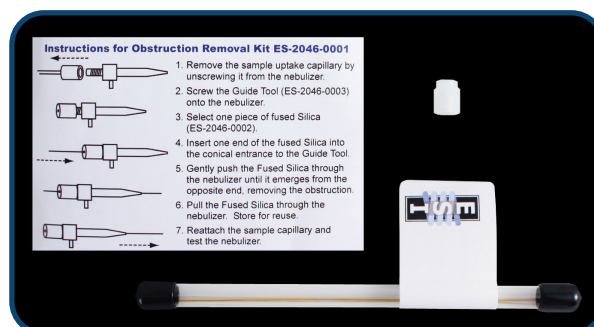 Instructions for Obstruction Removal Kit ES-2046-0001
1. Remove the sample uptake capillary by
unscrewing it from the nebulizer.
2. Screw the Guide Tool (ES-2046-0003)
onto the nebulizer.
3. Select one piece of fused Silica
(ES-2046-0002).
4. Insert one end of the fused Silica into
the conical entrance to the Guide Tool.
5. Gently push the Fused Silica through
the nebulizer until it emerges from the
opposite end, removing the obstruction.
6. Pull the Fused Silica through the
nebulizer. Store for reuse.
7. Reattach the sample capillary and
test the nebulizer.
ESI